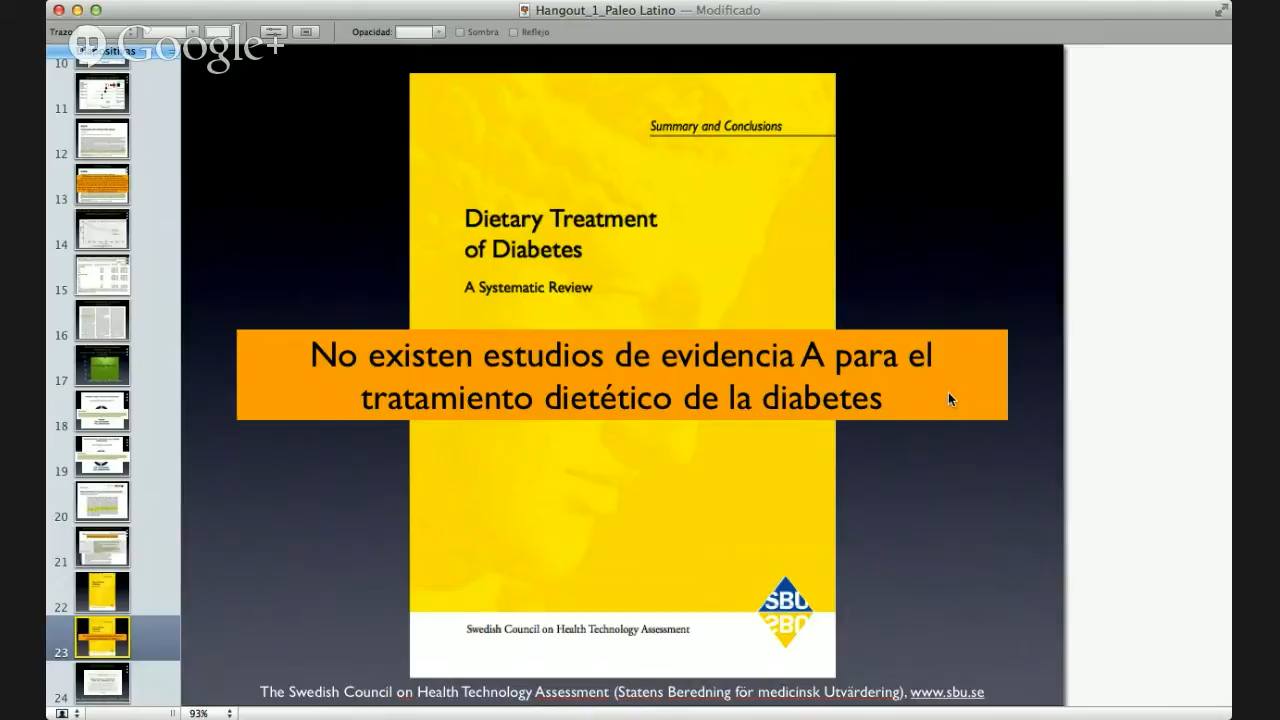 Hangout_1_Paleo Latino — Modificado
Opacidad:
Sombra
Reflejo
Google+
Diapositivas
10
11
12
13
14
15
16
17
18
19
20
21
22
23
24
Summary and Conclusions
Dietary Treatment
of Diabetes
A Systematic Review
No existen estudios de evidencia A para el
tratamiento dietético de la diabetes
SBU
Swedish Council on Health Technology Assessment
The Swedish Council on Health Technology Assessment (Statens Beredning för medicinsk Utvärdering), www.sbu.se
93%